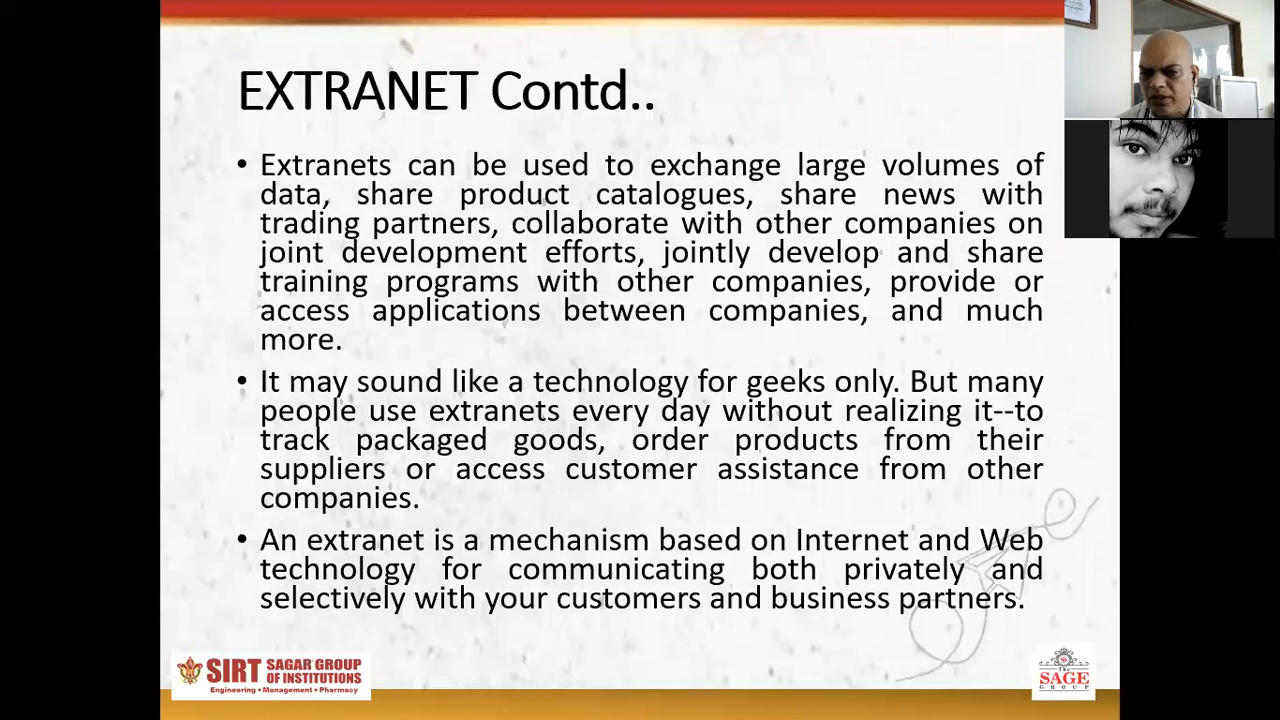 EXTRANET Contd..
• Extranets can be used to exchange large volumes of
data, share product catalogues, share news with
trading partners, collaborate with other companies on
joint development efforts, jointly develop and share
training programs with other companies, provide or
access applications between companies, and much
more.
• It may sound like a technology for geeks only. But many
people use extranets every day without realizing it--to
track packaged goods, order products from their
suppliers or access customer assistance from other
companies.
• An extranet is a mechanism based on Internet and Web
technology for communicating both privately and
selectively with your customers and business partners.
SIRT SAGAR GROUP
OF INSTITUTIONS
Engineering • Management • Pharmacy
The
SAGE
GROUP